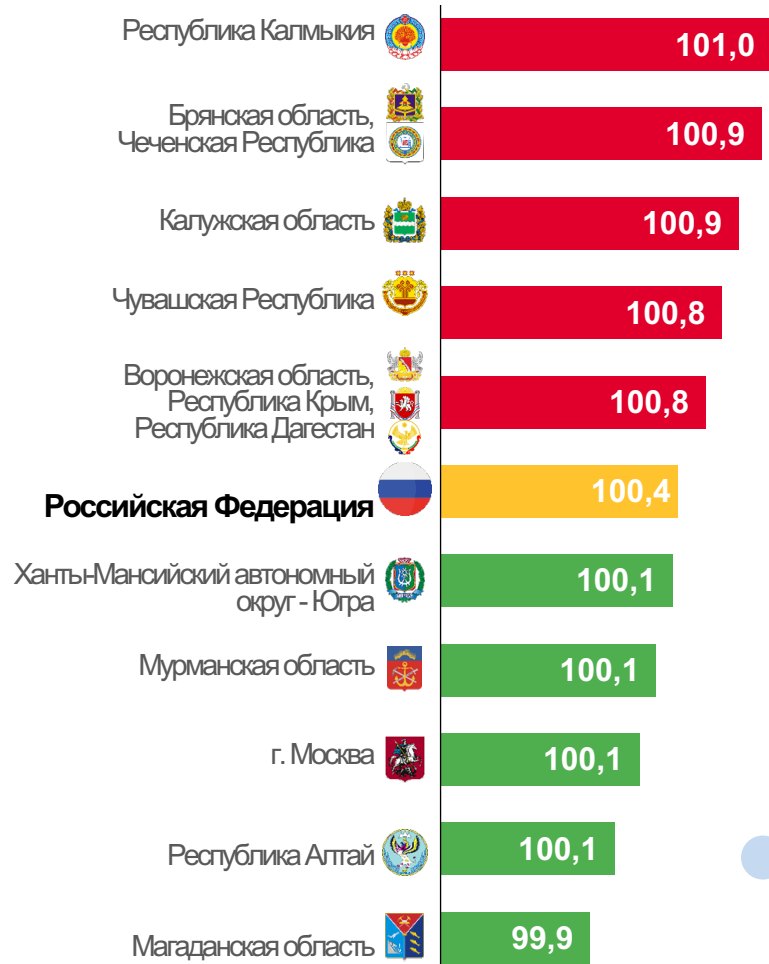 Республика Калмыкия
101,0
Брянская область,
Чеченская Республика
100,9
Калужская область
100,9
Чувашская Республика
100,8
Воронежская область,
Республика Крым,
Республика Дагестан
100,8
Российская Федерация
100,4
Ханты-Мансийский автономный
округ - Югра
100,1
Мурманская область
100,1
г. Москва
100,1
Республика Алтай
100,1
Магаданская область
99,9